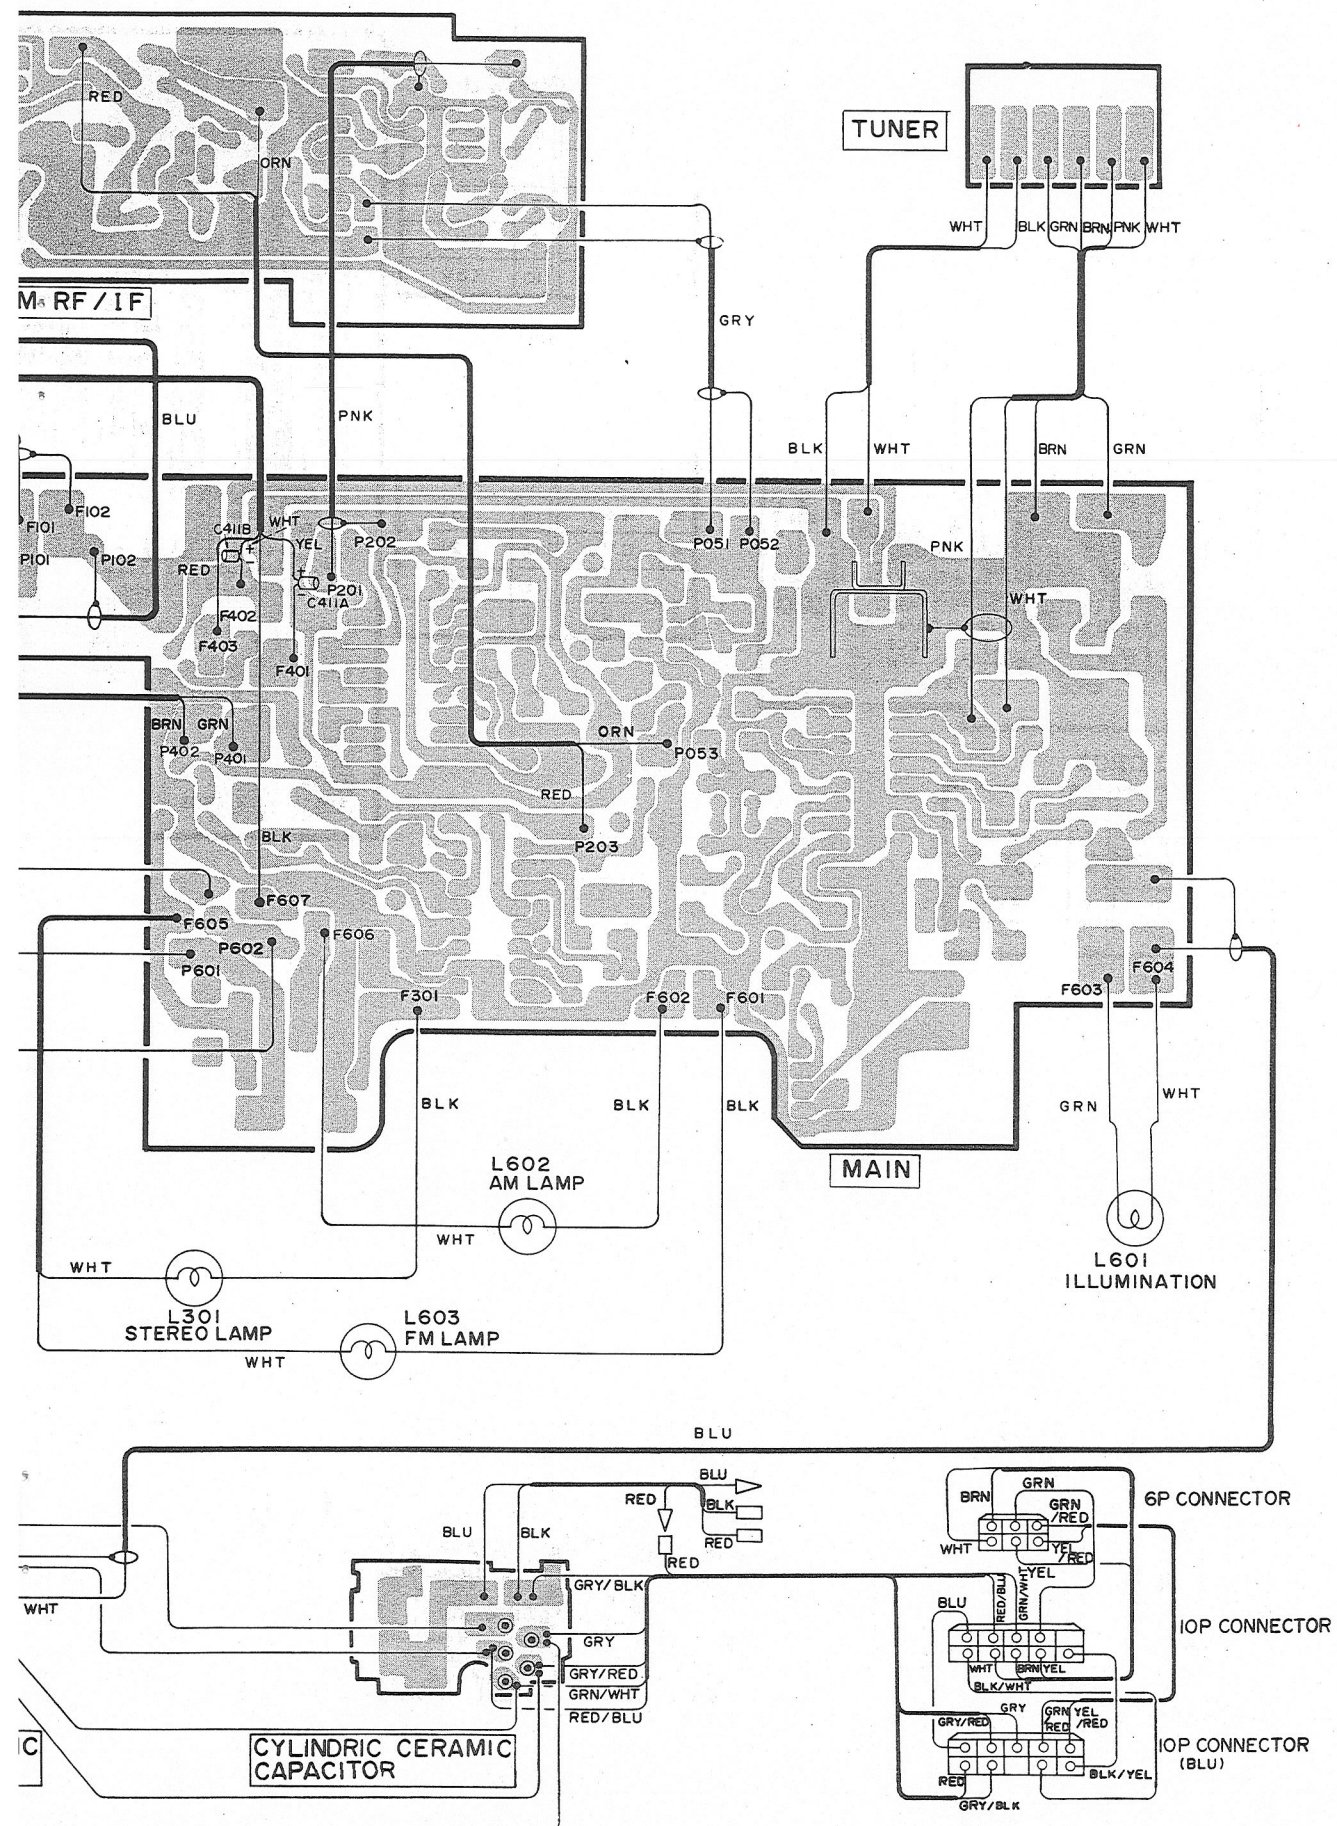 RED
ORN
TUNER
WHT
BLK
GRN
BRN
PNK
WHT
M RF/IF
GRY
BLU
PNK
BLK
WHT
BRN
GRN
F102
F101
P101
P102
C411B
WHT
+
-
RED
YEL
P202
P201
+
-
C411A
F402
F403
F401
P051
P052
PNK
WHT
BRN
GRN
P402
P401
ORN
P053
RED
P203
BLK
F607
F605
P602
P601
F606
F301
F602
F601
F603
F604
BLK
BLK
BLK
GRN
WHT
MAIN
L602
AM LAMP
WHT
L601
ILLUMINATION
WHT
L301
STEREO LAMP
L603
FM LAMP
WHT
BLU
BLU
RED
BLK
RED
BLU
BLK
RED
GRY/BLK
GRY
GRY/RED
GRN/WHT
RED/BLU
WHT
IC
CYLINDRIC CERAMIC
CAPACITOR
BRN
GRN
GRN
/RED
6P CONNECTOR
WHT
YEL
/RED
YEL
BLU
RED/BLU
GRN/WHT
10P CONNECTOR
WHT
BRN
YEL
BLK/WHT
GRY
GRY/RED
GRN
/RED
YEL
/RED
10P CONNECTOR
(BLU)
RED
BLK/YEL
GRY/BLK